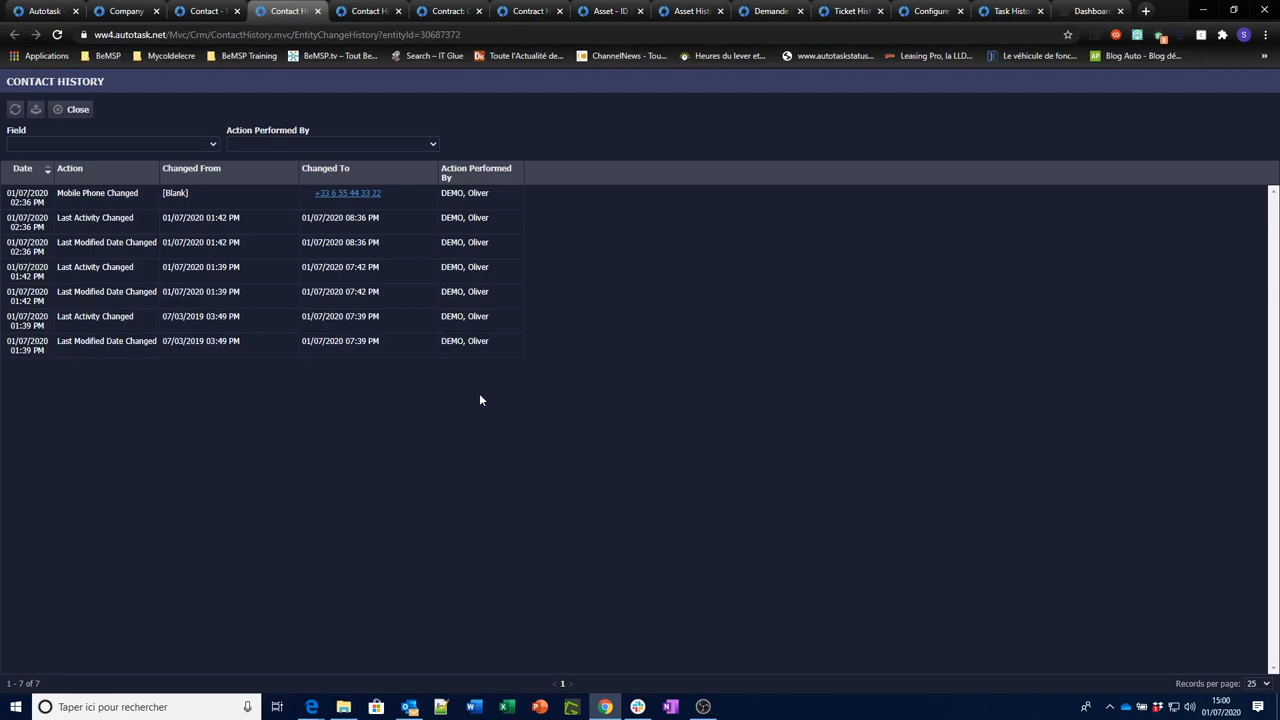 Autotask -
Company
Contact - U
Contact Hi
Contact Hi
Contract: C
Contract H
Asset - ID
Asset Hist
Demande
Ticket Hist
Configure
Task Histo
Dashboard
ww4.autotask.net/Mvc/Crm/ContactHistory.mvc/EntityChangeHistory?entityId=30687372
Applications BeMSP Mycoldelcre BeMSP Training BeMSP.tv – Tout Be... Search – IT Glue Toute l'Actualité de... ChannelNews - Tou... Heures du lever et... www.autotaskstatus... Leasing Pro, la LLD... Le véhicule de fonc... Blog Auto - Blog dé... »
CONTACT HISTORY
Close
Field Action Performed By
Date Action Changed From Changed To Action Performed By
01/07/2020 02:36 PM Mobile Phone Changed [Blank] +33 6 55 44 33 22 DEMO, Oliver
01/07/2020 02:36 PM Last Activity Changed 01/07/2020 01:42 PM 01/07/2020 08:36 PM DEMO, Oliver
01/07/2020 02:36 PM Last Modified Date Changed 01/07/2020 01:42 PM 01/07/2020 08:36 PM DEMO, Oliver
01/07/2020 01:42 PM Last Activity Changed 01/07/2020 01:39 PM 01/07/2020 07:42 PM DEMO, Oliver
01/07/2020 01:42 PM Last Modified Date Changed 01/07/2020 01:39 PM 01/07/2020 07:42 PM DEMO, Oliver
01/07/2020 01:39 PM Last Activity Changed 07/03/2019 03:49 PM 01/07/2020 07:39 PM DEMO, Oliver
01/07/2020 01:39 PM Last Modified Date Changed 07/03/2019 03:49 PM 01/07/2020 07:39 PM DEMO, Oliver
1 - 7 of 7 < 1 > Records per page: 25
Taper ici pour rechercher
15:00
01/07/2020